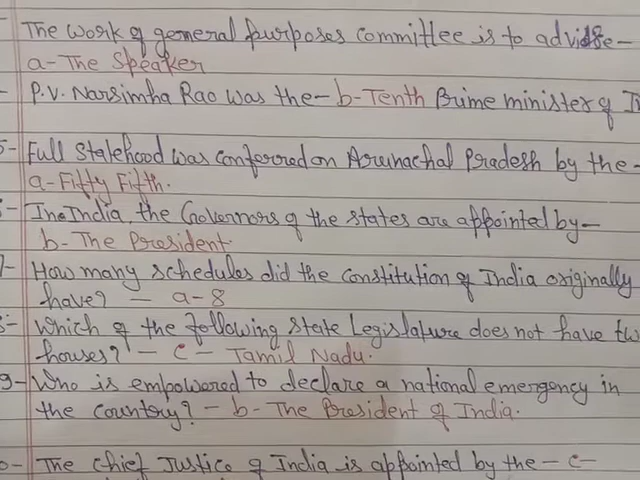 The work of general purposes committee is to advise-
a-The Speaker
P.V. Narsimha Rao was the- b-Tenth Prime minister of
5- Full Statehood was conferred on Arunachal Pradesh by the-
a-Fifty Fifth.
In India, the Governors of the states are appointed by-
b- The President
How many schedules did the constitution of India originally
have? - a-8
which of the following state Legislature does not have
houses? - c- Tamil Nadu.
9- Who is empowered to declare a national emergency in
the country? - b- The President of India.
The chief Justice of India is appointed by the - c-